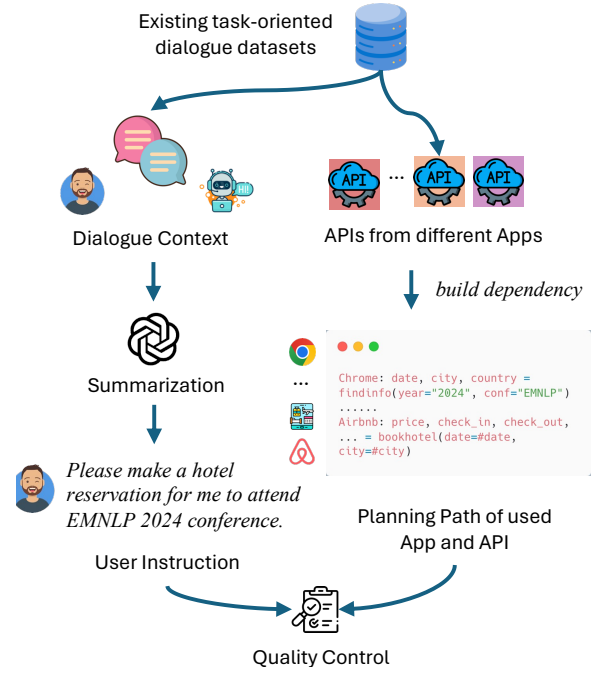 Existing task-oriented
dialogue datasets
HI!
API
...
API
API
Dialogue Context
APIs from different Apps
build dependency
Summarization
...
Chrome: date, city, country =
findinfo(year="2024", conf="EMNLP")
......
Airbnb: price, check_in, check_out,
... = bookhotel(date=#date,
city=#city)
Please make a hotel
reservation for me to attend
EMNLP 2024 conference.
User Instruction
Planning Path of used
App and API
Quality Control